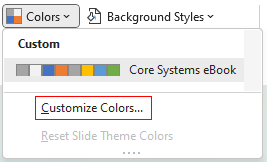 Colors Background Styles
Custom
Core Systems eBook
Customize Colors...
Reset Slide Theme Colors